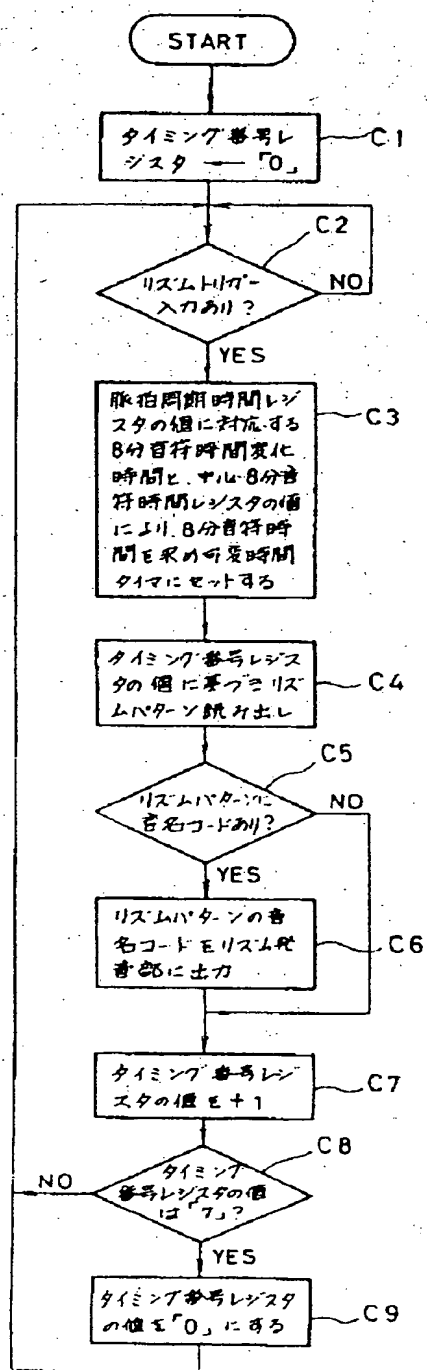 START
タイミング番号レ
ジスタ ← 「0」
C1
C2
リズムトリガー
入力あり?
NO
YES
脈拍周期時間レジ
スタの値に対応する
8分音符時間変化
時間と、
8分音
符時間レジスタの値
により、8分音符時
間を求め可変時間
タイマにセットする
C3
タイミング番号レジス
タの値に基づきリズ
ムパターン読み出し
C4
C5
リズムパターンに
音名コードあり?
NO
YES
リズムパターンの音
名コードをリズム発
音部に出力
C6
タイミング番号レジ
スタの値を+1
C7
C8
タイミング
番号レジスタの値
は「7」?
NO
YES
タイミング番号レジスタ
の値を「0」にする
C9